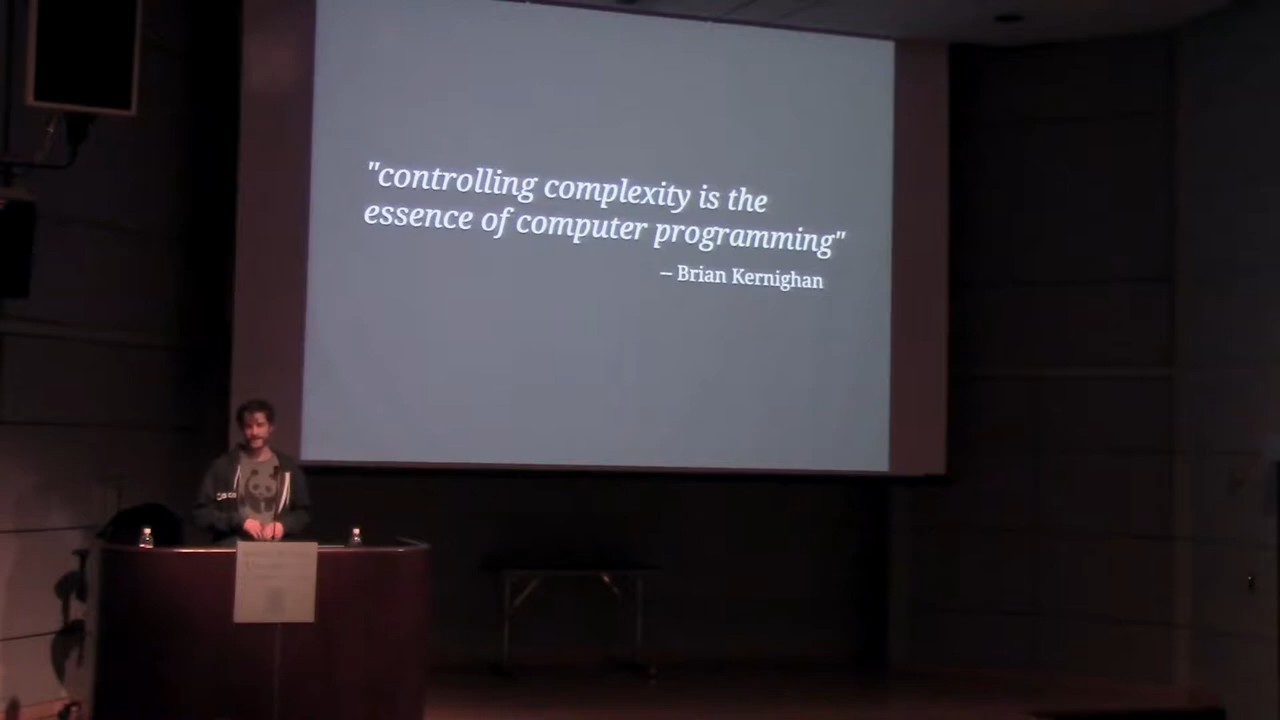 "controlling complexity is the
essence of computer programming"
– Brian Kernighan